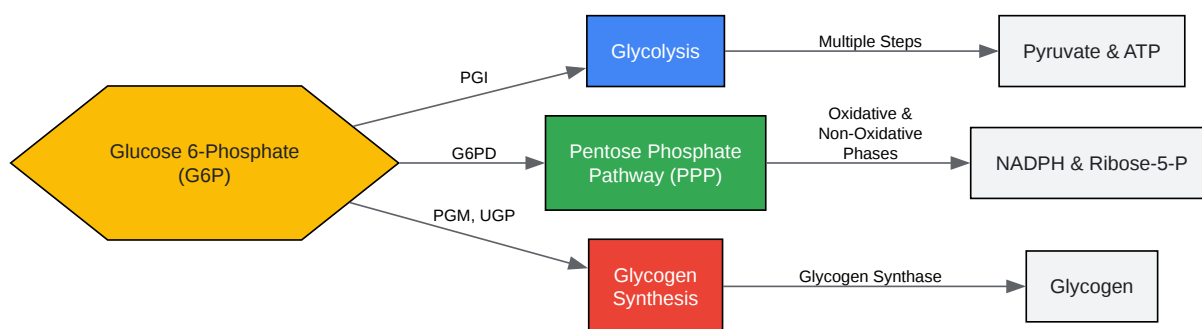 Glucose 6-Phosphate
(G6P)
PGI
Glycolysis
Multiple Steps
Pyruvate & ATP
G6PD
Pentose Phosphate
Pathway (PPP)
Oxidative &
Non-Oxidative
Phases
NADPH & Ribose-5-P
PGM, UGP
Glycogen
Synthesis
Glycogen Synthase
Glycogen